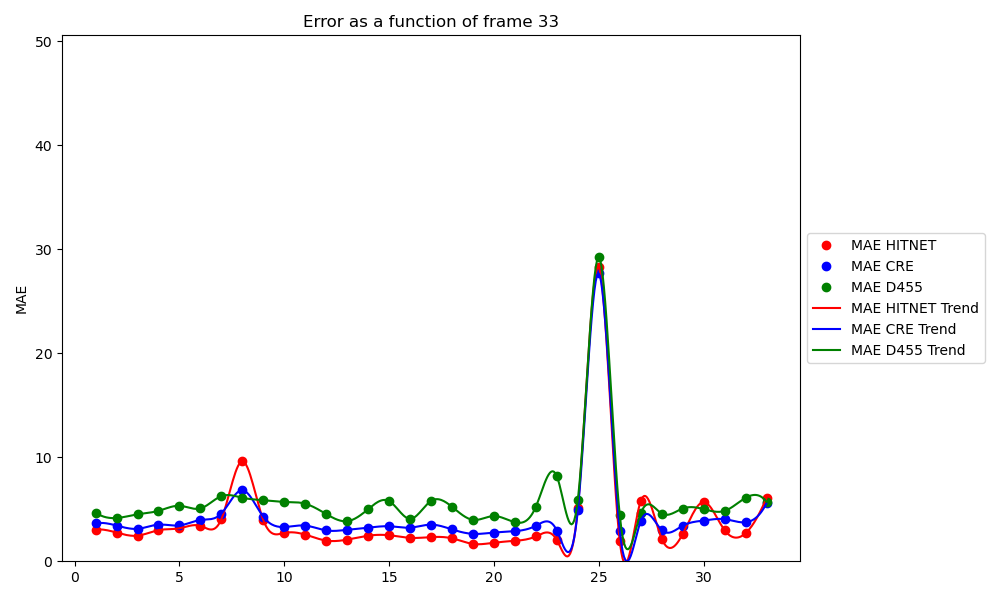 Error as a function of frame 33
50
40
30
20
10
0
MAE
0 5 10 15 20 25 30
MAE HITNET
MAE CRE
MAE D455
MAE HITNET Trend
MAE CRE Trend
MAE D455 Trend